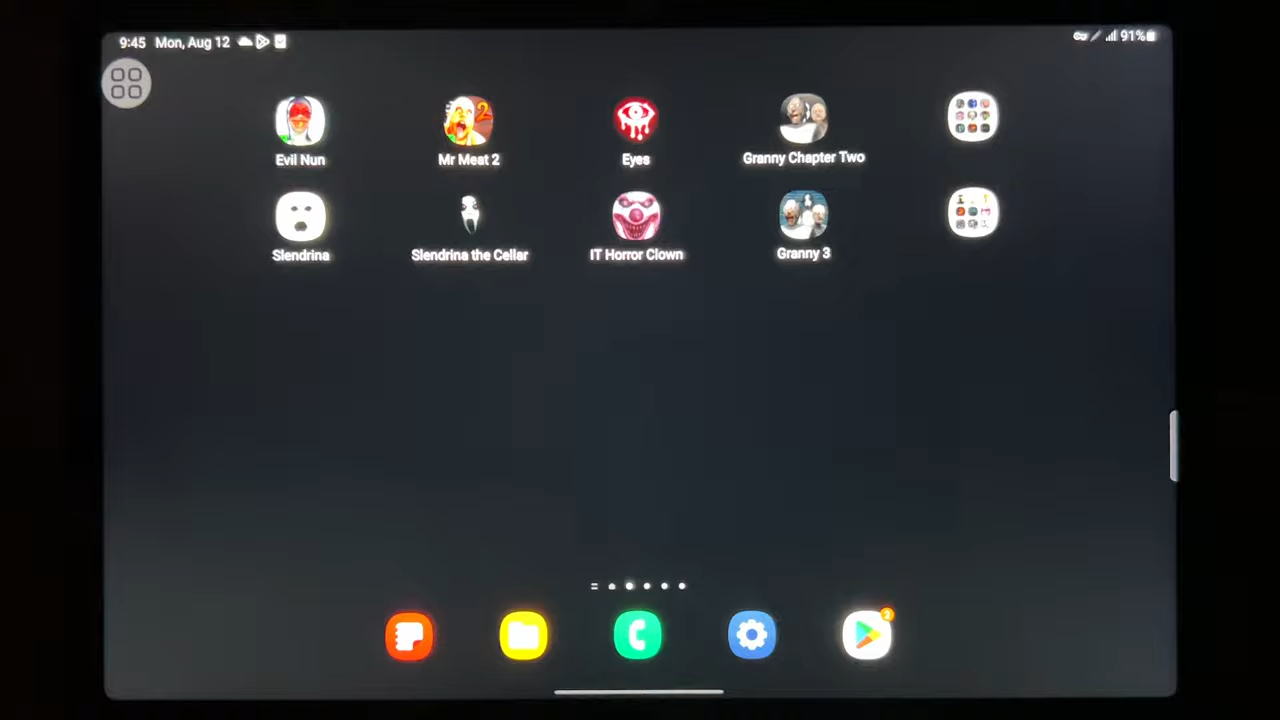 9:45 Mon, Aug 12
91%
2
Evil Nun
Mr Meat 2
Eyes
Granny Chapter Two
Slendrina
Slendrina the Cellar
IT Horror Clown
Granny 3